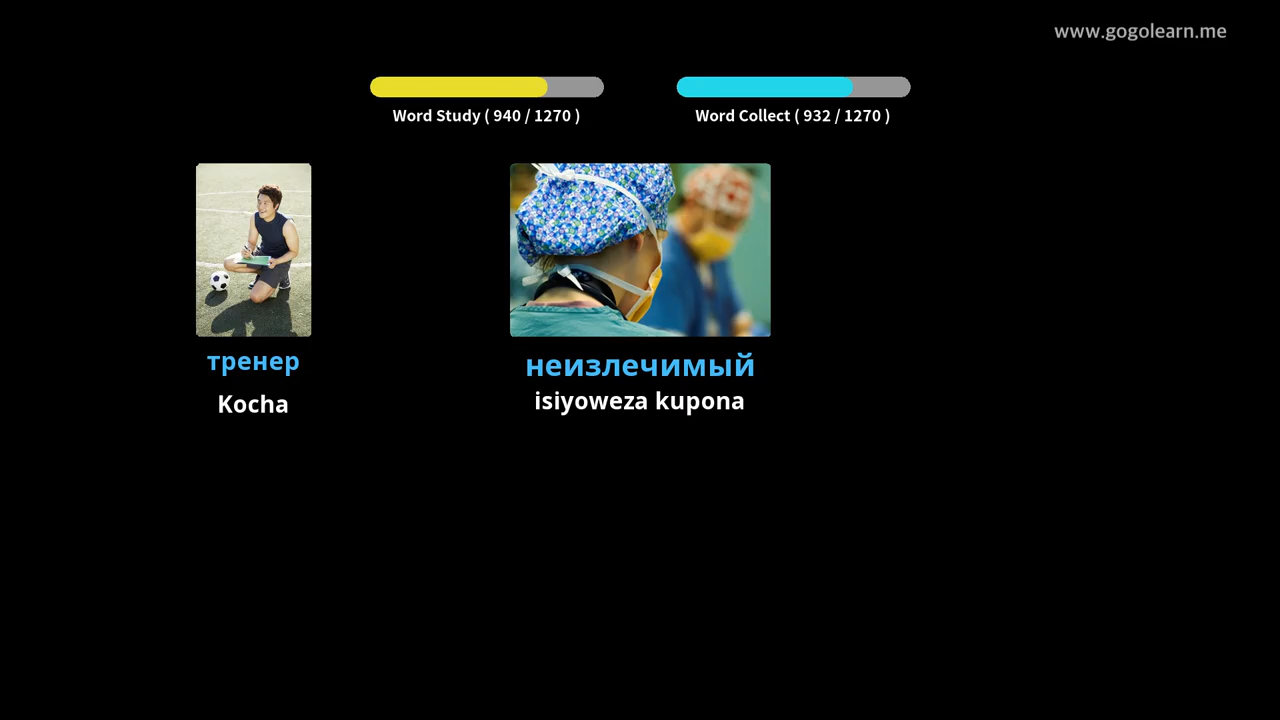 www.gogolearn.me
Word Study ( 940 / 1270 )
Word Collect ( 932 / 1270 )
тренер
Kocha
неизлечимый
isiyoweza kupona